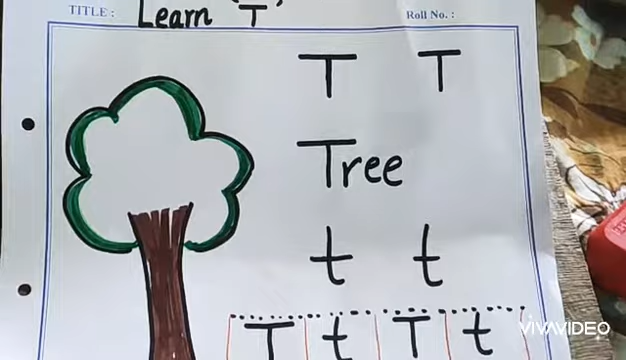 TITLE : Learn 'T'
Roll No. :
T T
Tree
t t
T t T t
VIVAVIDEO